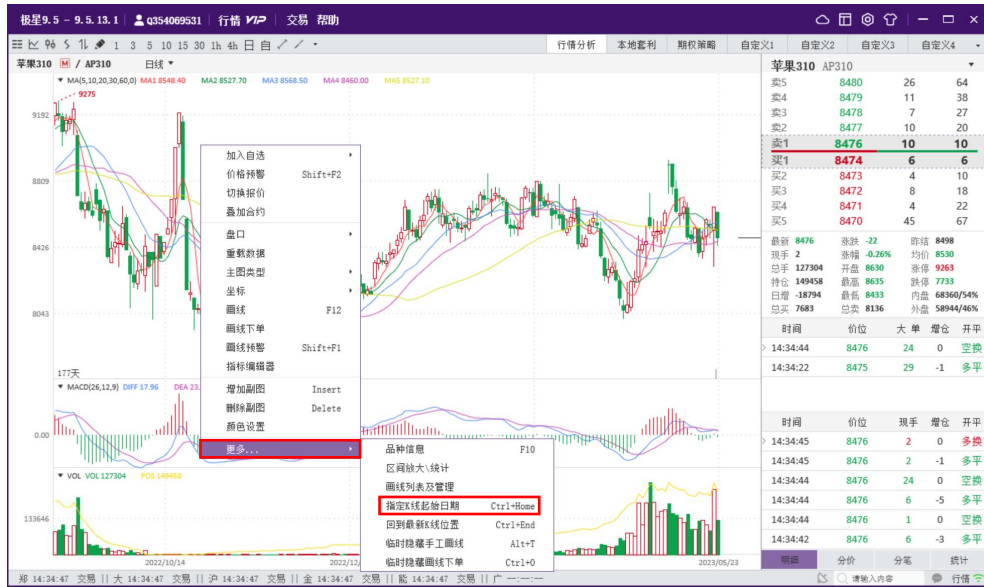 极星9.5 - 9.5.13.1 Q354069531 行情 VIP 交易 帮助
1 3 5 10 15 30 1h 4h 日 自
行情分析 本地套利 期权策略 自定义1 自定义2 自定义3 自定义4
苹果310 M / AP310 日线
MA(5,10,20,30,60,0) MA1 8548.40 MA2 8527.70 MA3 8568.50 MA4 8460.00 MA5 8527.10
9275
9192
8809
8426
8043
177天
MACD(26,12,9) DIFF 17.96 DEA 23.
0.00
VOL VOL 127304 POS 149458
133646
2022/10/14 2022/12/ 2023/05/23
加入自选
价格预警 Shift+F2
切换报价
叠加合约
盘口
重载数据
主图类型
坐标
画线 F12
画线下单
画线预警 Shift+F1
指标编辑器
增加副图 Insert
删除副图 Delete
颜色设置
更多...
品种信息 F10
区间放大\统计
画线列表及管理
指定K线起始日期 Ctrl+Home
回到最新K线位置 Ctrl+End
临时隐藏手工画线 Alt+T
临时隐藏画线下单 Ctrl+O
苹果310 AP310
卖5 8480 26 64
卖4 8479 11 38
卖3 8478 7 27
卖2 8477 10 20
卖1 8476 10 10
买1 8474 6 6
买2 8473 4 10
买3 8472 8 18
买4 8471 4 22
买5 8470 45 67
最新 8476 涨跌 -22 昨结 8498
现手 2 涨幅 -0.26% 均价 8530
总手 127304 开盘 8630 涨停 9263
持仓 149458 最高 8635 跌停 7733
日增 -18794 最低 8433 内盘 68360/54%
总买 7683 总卖 8136 外盘 58944/46%
时间 价位 大单 增仓 开平
14:34:44 8476 24 0 空换
14:34:22 8475 29 -1 多平
时间 价位 现手 增仓 开平
14:34:45 8476 2 0 多换
14:34:45 8476 2 -1 多平
14:34:44 8476 24 0 空换
14:34:44 8476 6 -5 多平
14:34:44 8476 1 0 空换
14:34:42 8476 6 -3 多平
明细 分价 分笔 统计
郑 14:34:47 交易 || 大 14:34:47 交易 || 沪 14:34:47 交易 || 金 14:34:47 交易 || 能 14:34:47 交易 || 广 --:--:--
请输入内容 行情